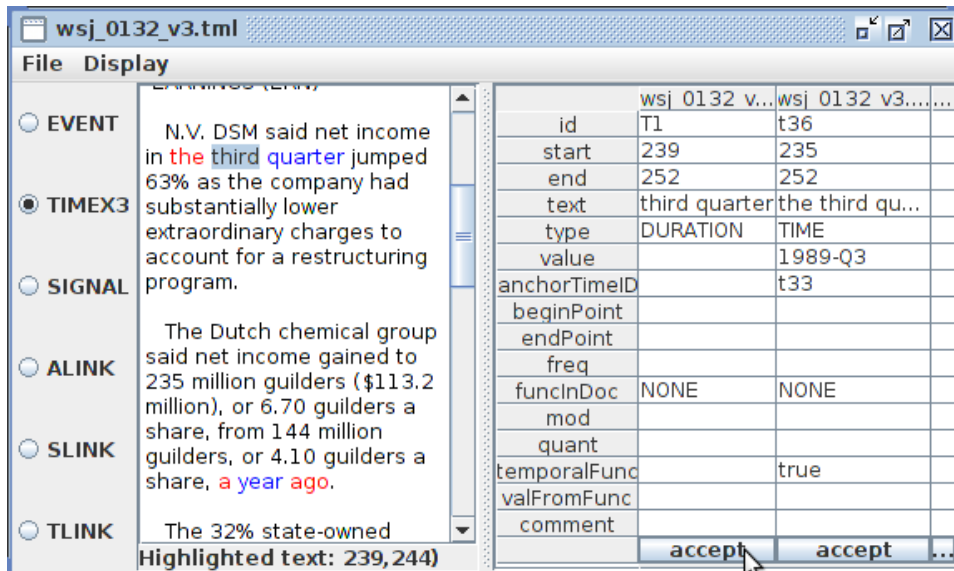 wsj_0132_v3.tml
File Display
EVENT
TIMEX3
SIGNAL
ALINK
SLINK
TLINK
EARNINGS (ERN)
N.V. DSM said net income
in the third quarter jumped
63% as the company had
substantially lower
extraordinary charges to
account for a restructuring
program.
The Dutch chemical group
said net income gained to
235 million guilders ($113.2
million), or 6.70 guilders a
share, from 144 million
guilders, or 4.10 guilders a
share, a year ago.
The 32% state-owned
Highlighted text: 239,244)
wsj_0132_v... wsj_0132_v3.... ...
id T1 t36
start 239 235
end 252 252
text third quarter the third qu...
type DURATION TIME
value 1989-Q3
anchorTimeID t33
beginPoint
endPoint
freq
funcInDoc NONE NONE
mod
quant
temporalFunc true
valFromFunc
comment
accept accept ...